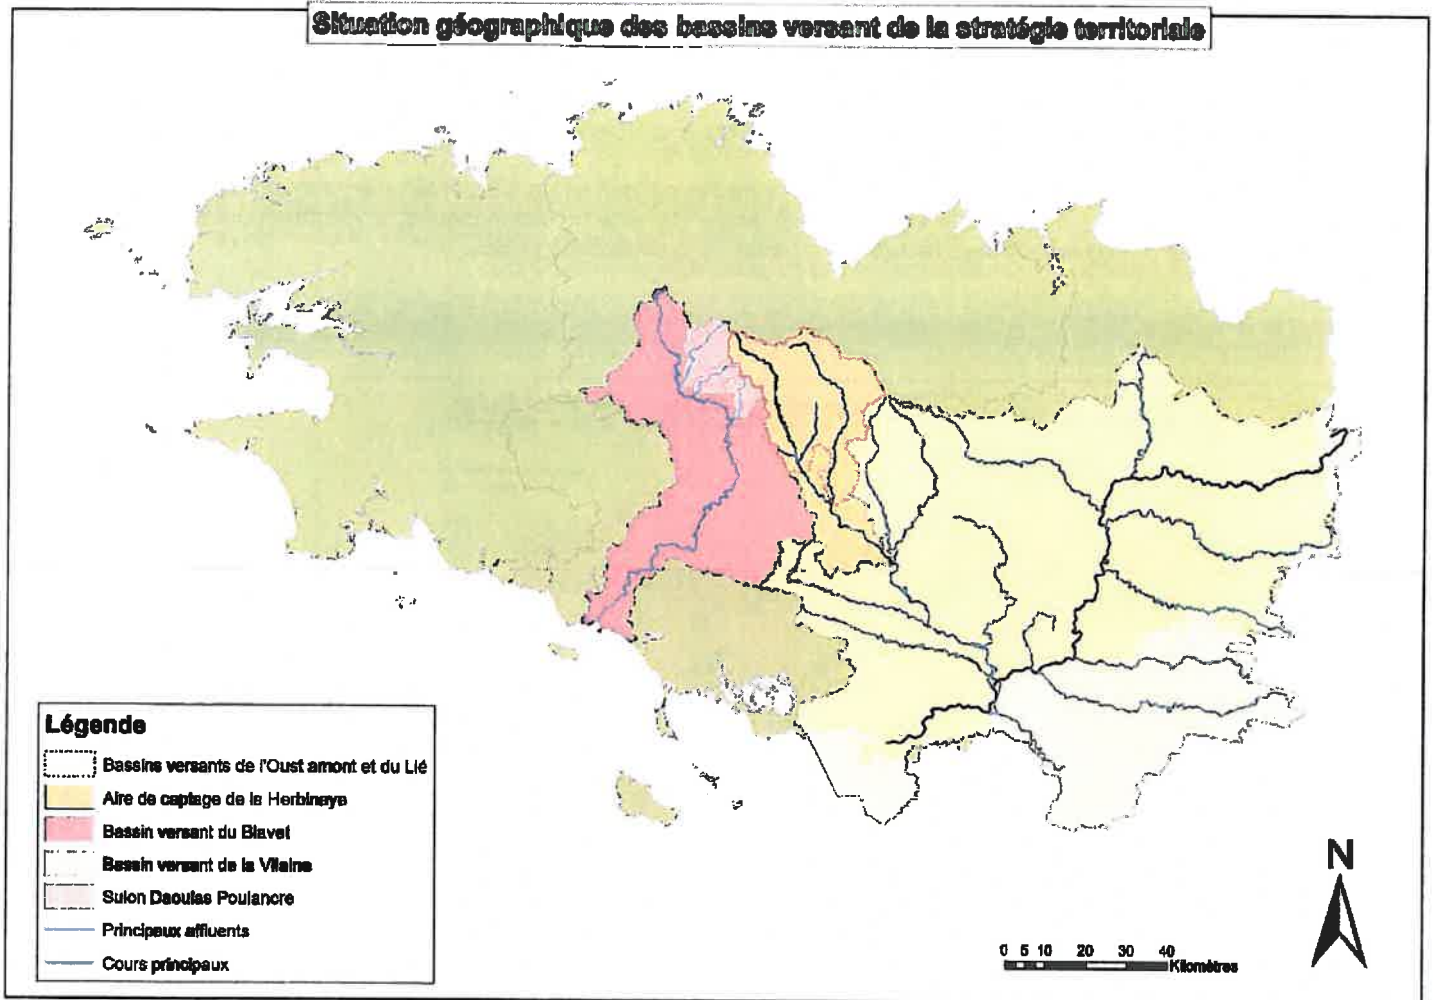 Situation géographique des bassins versant de la stratégie territoriale
Légende
Bassins versants de l'Oust amont et du Lié
Aire de captage de la Herbinaye
Bassin versant du Blavet
Bassin versant de la Vilaine
Sulon Daoulas Poulancre
Principaux affluents
Cours principaux
N
0 5 10 20 30 40
Kilomètres